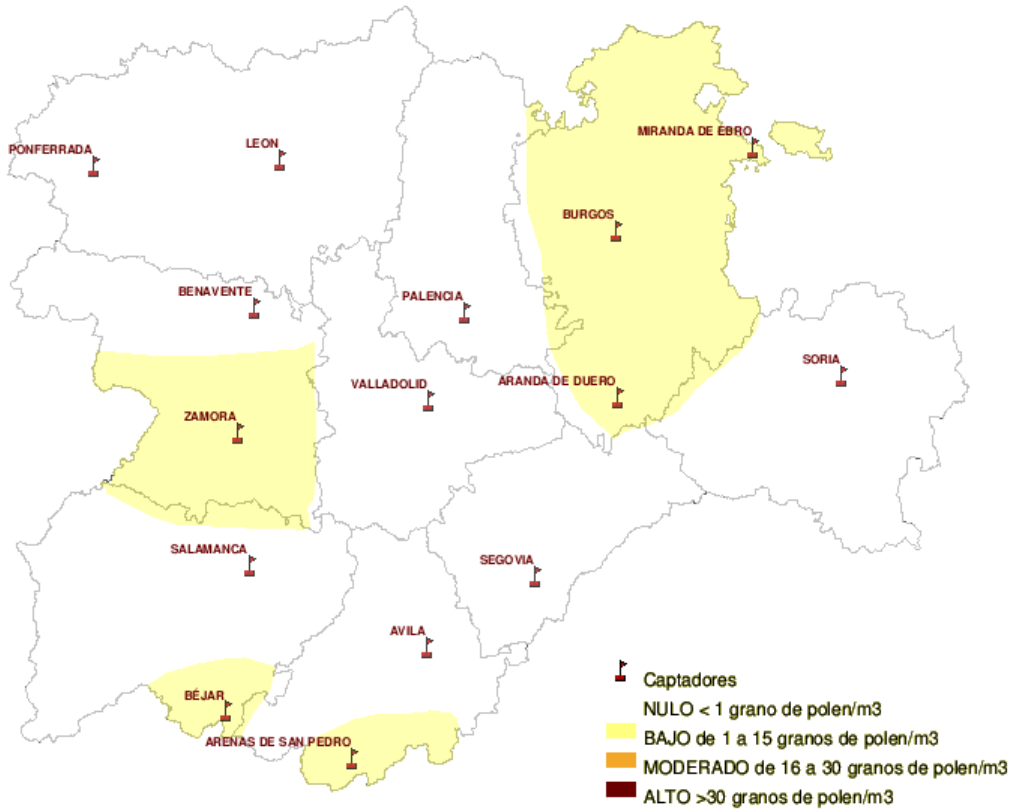 MIRANDA DE EBRO
PONFERRADA
LEON
BURGOS
BENAVENTE
PALENCIA
SORIA
VALLADOLID
ARANDA DE DUERO
ZAMORA
SALAMANCA
SEGOVIA
AVILA
BÉJAR
ARENAS DE SAN PEDRO
Captadores
NULO < 1 grano de polen/m3
BAJO de 1 a 15 granos de polen/m3
MODERADO de 16 a 30 granos de polen/m3
ALTO >30 granos de polen/m3